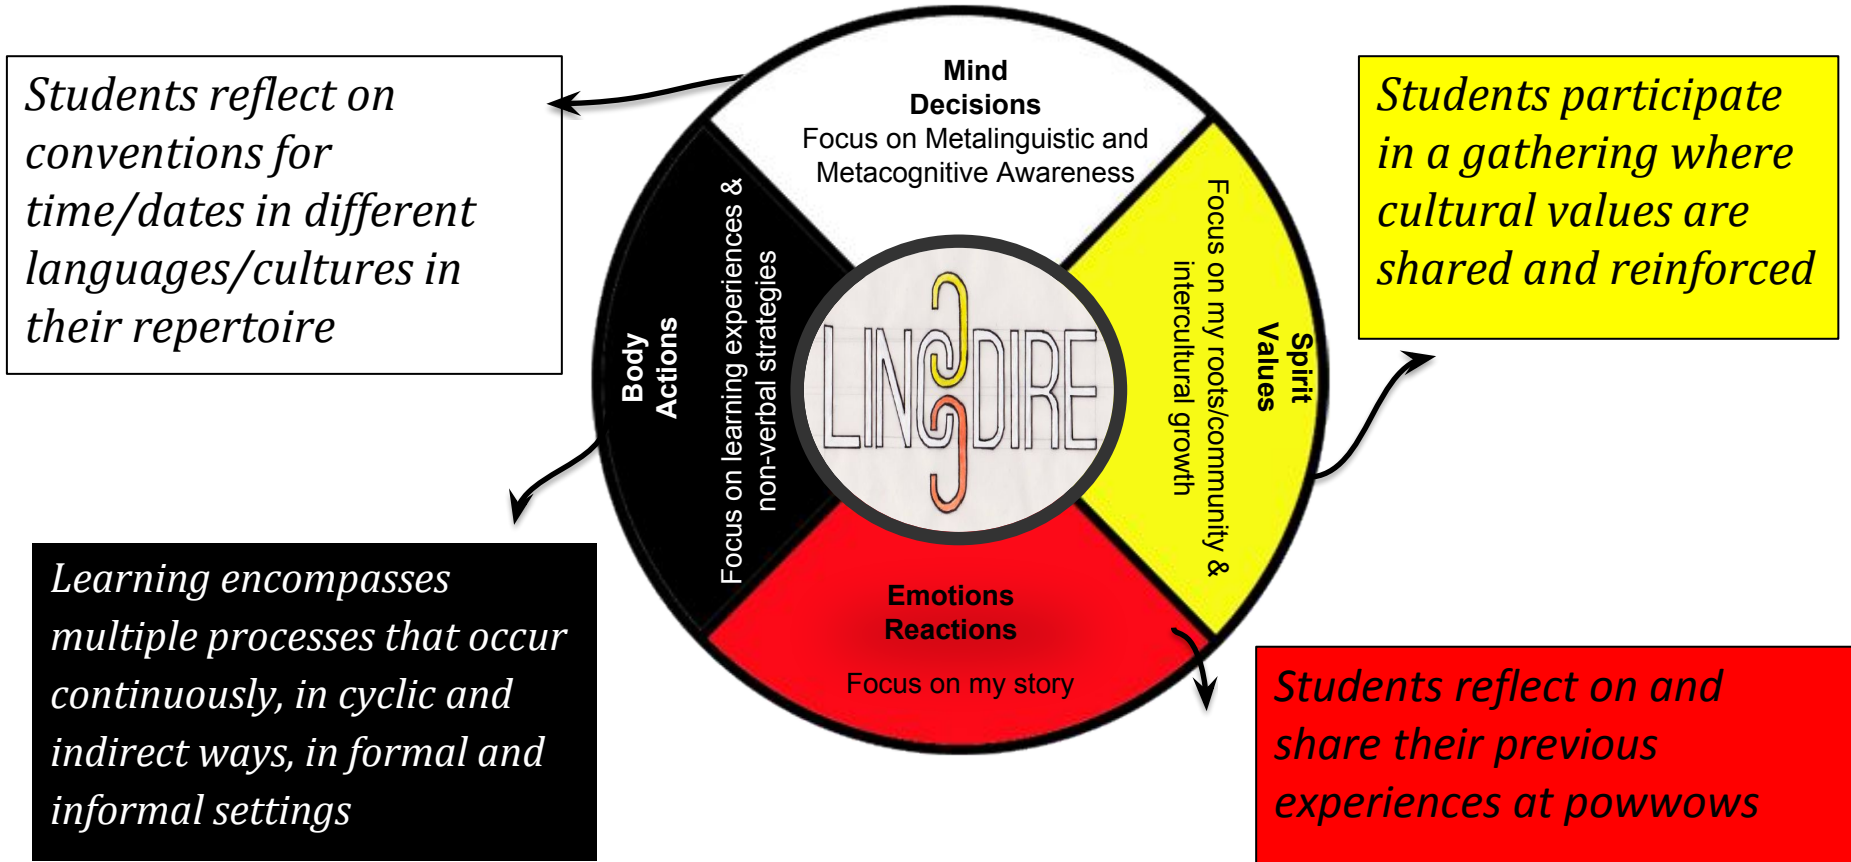 Students reflect on
conventions for
time/dates in different
languages/cultures in
their repertoire
Mind
Decisions
Focus on Metalinguistic and
Metacognitive Awareness
Students participate
in a gathering where
cultural values are
shared and reinforced
Body
Actions
Focus on learning experiences &
non-verbal strategies
LINGDIRE
Spirit
Values
Focus on my roots/community &
intercultural growth
Emotions
Reactions
Focus on my story
Learning encompasses
multiple processes that occur
continuously, in cyclic and
indirect ways, in formal and
informal settings
Students reflect on and
share their previous
experiences at powwows